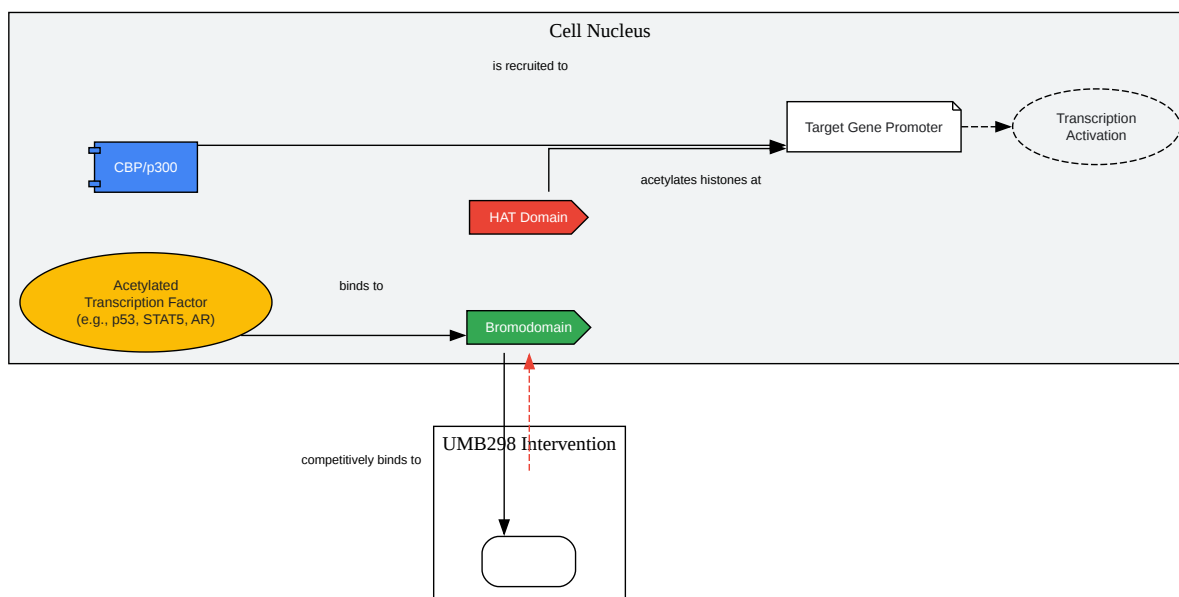 Cell Nucleus
is recruited to
Target Gene Promoter
Transcription
Activation
CBP/p300
acetylates histones at
HAT Domain
Acetylated
Transcription Factor
(e.g., p53, STAT5, AR)
binds to
Bromodomain
UMB298 Intervention
competitively binds to